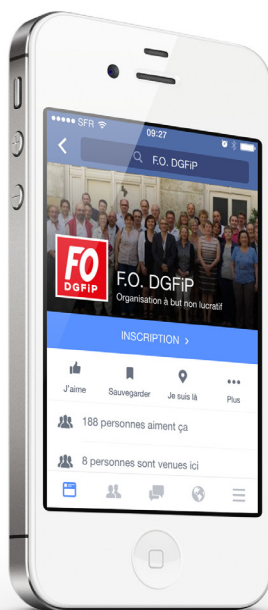 SFR 09:27
F.O. DGFiP
FO
DGFiP
F.O. DGFiP
Organisation à but non lucratif
INSCRIPTION >
J'aime Sauvegarder Je suis là Plus
188 personnes aiment ça
8 personnes sont venues ici